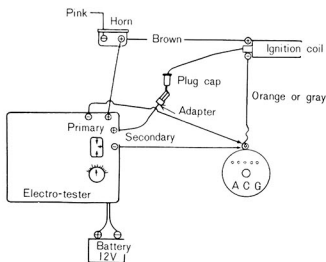 Pink
Horn
Brown
Ignition coil
Plug cap
Orange or gray
Adapter
Primary
Secondary
A C G
Electro-tester
Battery
12V